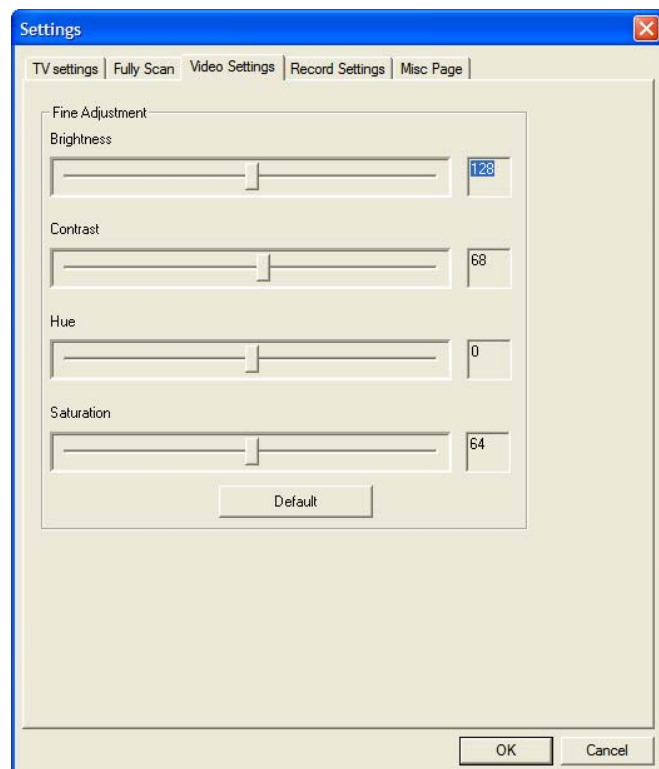 Settings
TV settings Fully Scan Video Settings Record Settings Misc Page
Fine Adjustment
Brightness
128
Contrast
68
Hue
0
Saturation
64
Default
OK Cancel